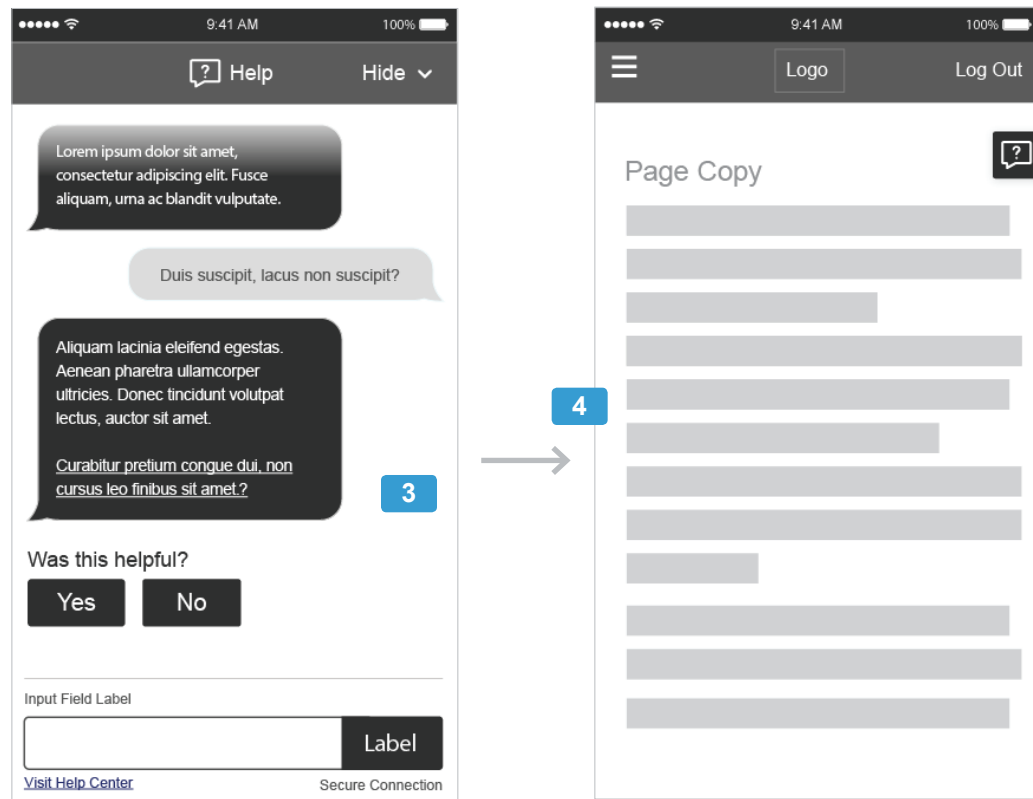 9:41 AM
100%
? Help
Hide
Lorem ipsum dolor sit amet,
consectetur adipiscing elit. Fusce
aliquam, urna ac blandit vulputate.
Duis suscipit, lacus non suscipit?
Aliquam lacinia eleifend egestas.
Aenean pharetra ullamcorper
ultricies. Donec tincidunt volutpat
lectus, auctor sit amet.
Curabitur pretium congue dui, non
cursus leo finibus sit amet.?
3
Was this helpful?
Yes
No
Input Field Label
Label
Visit Help Center
Secure Connection
4
9:41 AM
100%
Logo
Log Out
?
Page Copy